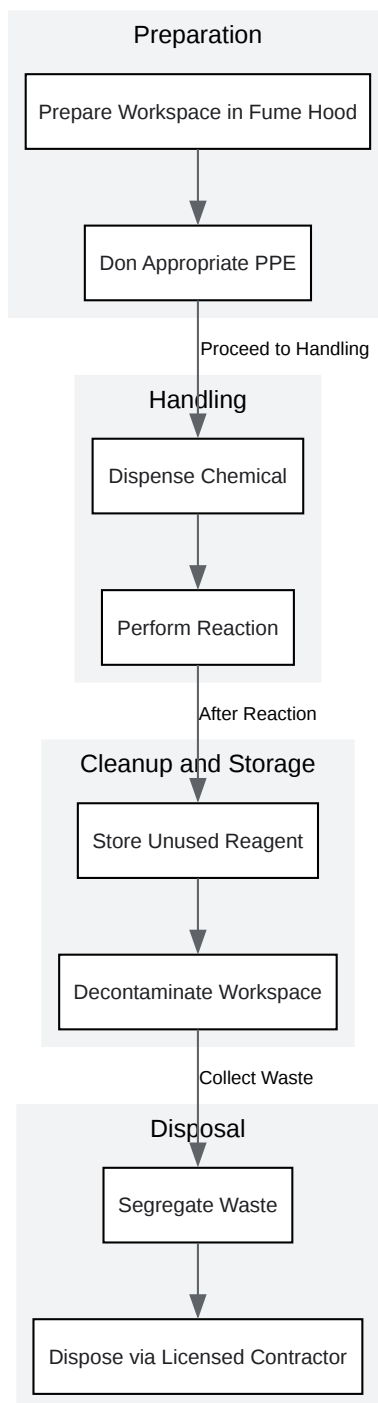 Preparation
Prepare Workspace in Fume Hood
Don Appropriate PPE
Proceed to Handling
Handling
Dispense Chemical
Perform Reaction
After Reaction
Cleanup and Storage
Store Unused Reagent
Decontaminate Workspace
Collect Waste
Disposal
Segregate Waste
Dispose via Licensed Contractor